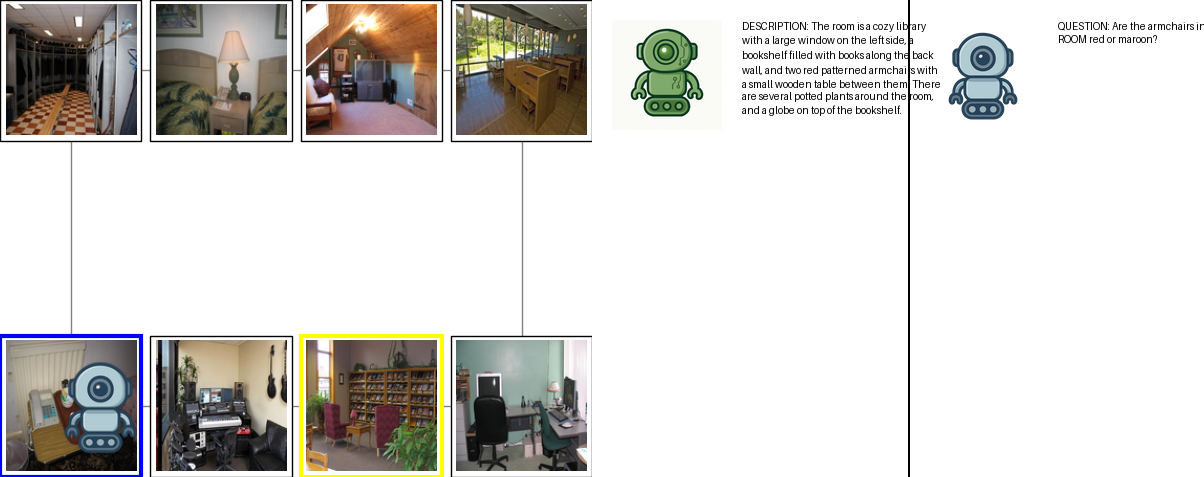 DESCRIPTION: The room is a cozy library
with a large window on the left side, a
bookshelf filled with books along the back
wall, and two red patterned armchairs with
a small wooden table between them. There
are several potted plants around the room,
and a globe on top of the bookshelf.
QUESTION: Are the armchairs in
ROOM red or maroon?